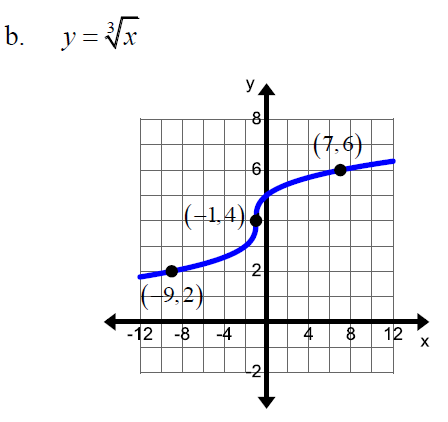 b. y = ∛x
y
8
(7,6)
6
(−1,4)
2
(−9,2)
-12 -8 -4 4 8 12 x
-2